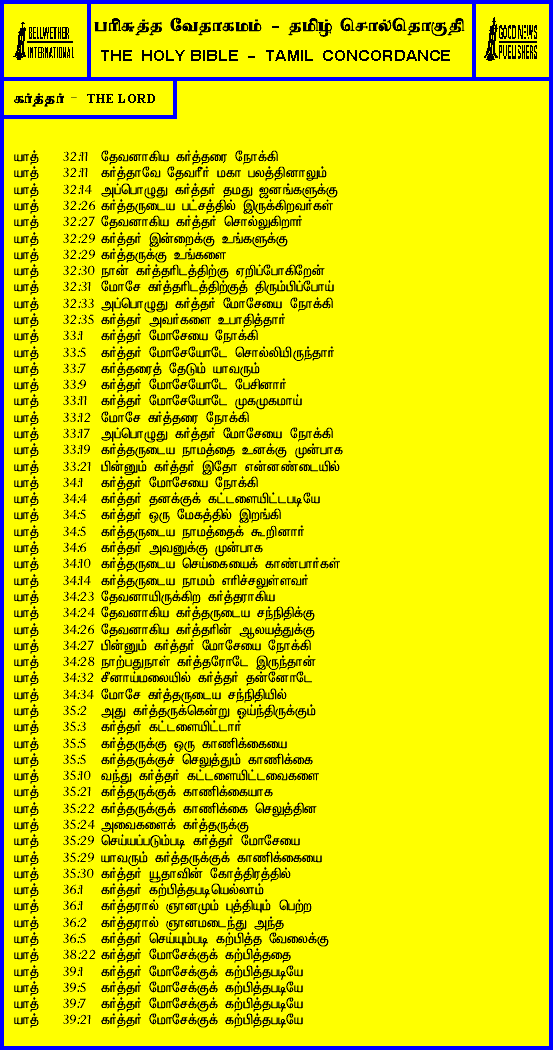 BELLWETHER INTERNATIONAL
பரிசுத்த வேதாகமம் - தமிழ் சொல்தொகுதி
THE HOLY BIBLE - TAMIL CONCORDANCE
GOOD NEWS PUBLISHERS
கர்த்தர் - THE LORD
யாத் 32:11 தேவனாகிய கர்த்தரை நோக்கி
யாத் 32:11 கர்த்தாவே தேவரீர் மகா பலத்தினாலும்
யாத் 32:14 அப்பொழுது கர்த்தர் தமது ஜனங்களுக்கு
யாத் 32:26 கர்த்தருடைய பட்சத்தில் இருக்கிறவர்கள்
யாத் 32:27 தேவனாகிய கர்த்தர் சொல்லுகிறார்
யாத் 32:29 கர்த்தர் இன்றைக்கு உங்களுக்கு
யாத் 32:29 கர்த்தருக்கு உங்களை
யாத் 32:30 நான் கர்த்தரிடத்திற்கு ஏறிப்போகிறேன்
யாத் 32:31 மோசே கர்த்தரிடத்திற்குத் திரும்பிப்போய்
யாத் 32:33 அப்பொழுது கர்த்தர் மோசேயை நோக்கி
யாத் 32:35 கர்த்தர் அவர்களை உபாதித்தார்
யாத் 33:1 கர்த்தர் மோசேயை நோக்கி
யாத் 33:5 கர்த்தர் மோசேயோடே சொல்லியிருந்தார்
யாத் 33:7 கர்த்தரைத் தேடும் யாவரும்
யாத் 33:9 கர்த்தர் மோசேயோடே பேசினார்
யாத் 33:11 கர்த்தர் மோசேயோடே முகமுகமாய்
யாத் 33:12 மோசே கர்த்தரை நோக்கி
யாத் 33:17 அப்பொழுது கர்த்தர் மோசேயை நோக்கி
யாத் 33:19 கர்த்தருடைய நாமத்தை உனக்கு முன்பாக
யாத் 33:21 பின்னும் கர்த்தர் இதோ என்னண்டையில்
யாத் 34:1 கர்த்தர் மோசேயை நோக்கி
யாத் 34:4 கர்த்தர் தனக்குக் கட்டளையிட்டபடியே
யாத் 34:5 கர்த்தர் ஒரு மேகத்தில் இறங்கி
யாத் 34:5 கர்த்தருடைய நாமத்தைக் கூறினார்
யாத் 34:6 கர்த்தர் அவனுக்கு முன்பாக
யாத் 34:10 கர்த்தருடைய செய்கையைக் காண்பார்கள்
யாத் 34:14 கர்த்தருடைய நாமம் எரிச்சலுள்ளவர்
யாத் 34:23 தேவனாயிருக்கிற கர்த்தராகிய
யாத் 34:24 தேவனாகிய கர்த்தருடைய சந்நிதிக்கு
யாத் 34:26 தேவனாகிய கர்த்தரின் ஆலயத்துக்கு
யாத் 34:27 பின்னும் கர்த்தர் மோசேயை நோக்கி
யாத் 34:28 நாற்பதுநாள் கர்த்தரோடே இருந்தான்
யாத் 34:32 சீனாய்மலையில் கர்த்தர் தன்னோடே
யாத் 34:34 மோசே கர்த்தருடைய சந்நிதியில்
யாத் 35:2 அது கர்த்தருக்கென்று ஓய்ந்திருக்கும்
யாத் 35:3 கர்த்தர் கட்டளையிட்டார்
யாத் 35:5 கர்த்தருக்கு ஒரு காணிக்கையை
யாத் 35:5 கர்த்தருக்குச் செலுத்தும் காணிக்கை
யாத் 35:10 வந்து கர்த்தர் கட்டளையிட்டவைகளை
யாத் 35:21 கர்த்தருக்குக் காணிக்கையாக
யாத் 35:22 கர்த்தருக்குக் காணிக்கை செலுத்தின
யாத் 35:24 அவைகளைக் கர்த்தருக்கு
யாத் 35:29 செய்யப்படும்படி கர்த்தர் மோசேயை
யாத் 35:29 யாவரும் கர்த்தருக்குக் காணிக்கையை
யாத் 35:30 கர்த்தர் யூதாவின் கோத்திரத்தில்
யாத் 36:1 கர்த்தர் கற்பித்தபடியெல்லாம்
யாத் 36:1 கர்த்தரால் ஞானமும் புத்தியும் பெற்ற
யாத் 36:2 கர்த்தரால் ஞானமடைந்து அந்த
யாத் 36:5 கர்த்தர் செய்யும்படி கற்பித்த வேலைக்கு
யாத் 38:22 கர்த்தர் மோசேக்குக் கற்பித்ததை
யாத் 39:1 கர்த்தர் மோசேக்குக் கற்பித்தபடியே
யாத் 39:5 கர்த்தர் மோசேக்குக் கற்பித்தபடியே
யாத் 39:7 கர்த்தர் மோசேக்குக் கற்பித்தபடியே
யாத் 39:21 கர்த்தர் மோசேக்குக் கற்பித்தபடியே